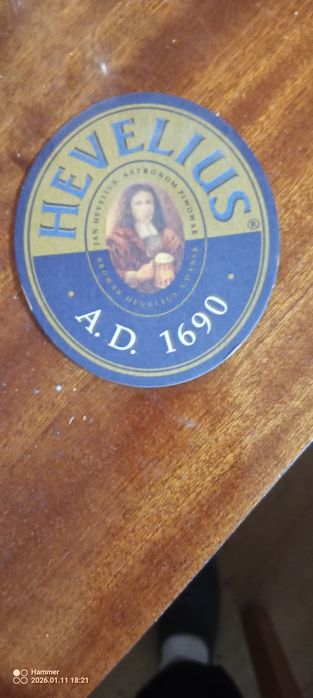 HEVELIUS®
JAN HEVELIUS, ASTRONOM PIWOWAR
BROWAR HEVELIUS, GDAŃSK
A. D. 1690
Hammer
2026.01.11 18:21